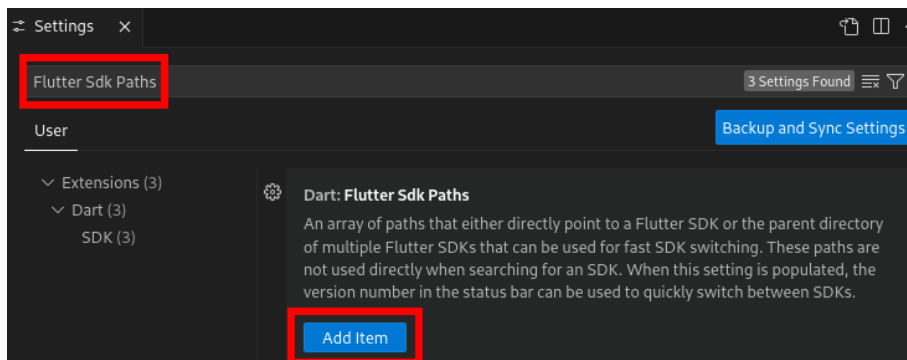 Settings
Flutter Sdk Paths
3 Settings Found
User
Backup and Sync Settings
Extensions (3)
Dart (3)
SDK (3)
Dart: Flutter Sdk Paths
An array of paths that either directly point to a Flutter SDK or the parent directory
of multiple Flutter SDKs that can be used for fast SDK switching. These paths are
not used directly when searching for an SDK. When this setting is populated, the
version number in the status bar can be used to quickly switch between SDKs.
Add Item